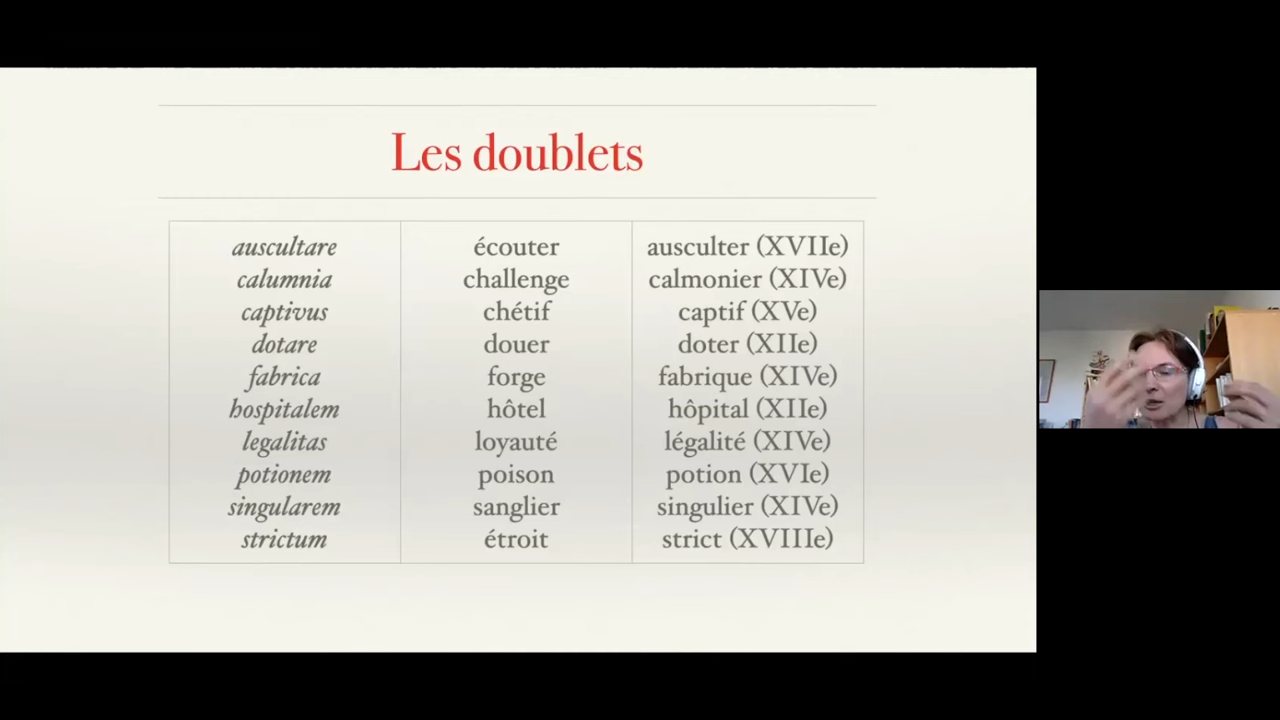 Les doublets
auscultare écouter ausculter (XVIIe)
calumnia challenge calmonier (XIVe)
captivus chétif captif (XVe)
dotare douer doter (XIIe)
fabrica forge fabrique (XIVe)
hospitalem hôtel hôpital (XIIe)
legalitas loyauté légalité (XIVe)
potionem poison potion (XVIe)
singularem sanglier singulier (XIVe)
strictum étroit strict (XVIIIe)